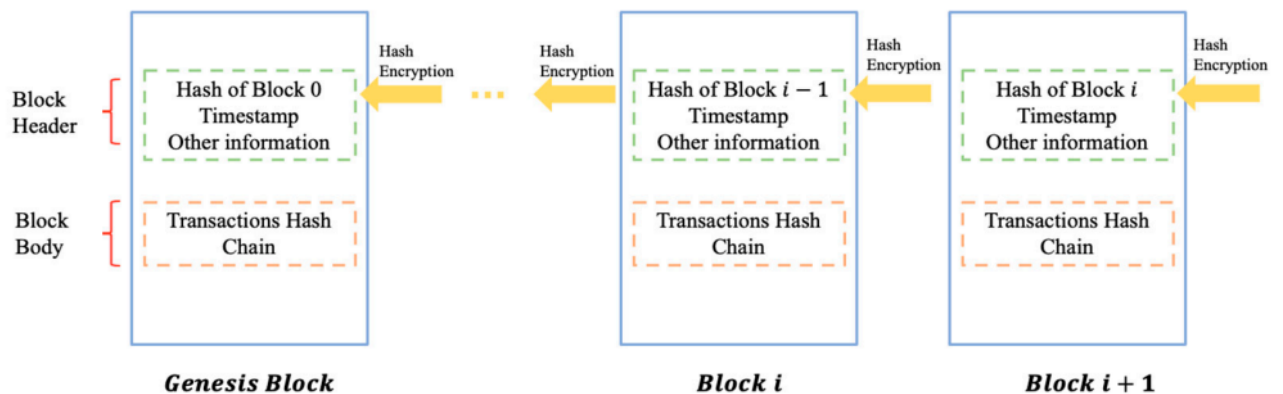 Hash
Encryption
Hash
Encryption
Hash
Encryption
Hash
Encryption
Block
Header
Hash of Block 0
Timestamp
Other information
...
Hash of Block i − 1
Timestamp
Other information
Hash of Block i
Timestamp
Other information
Block
Body
Transactions Hash
Chain
Transactions Hash
Chain
Transactions Hash
Chain
Genesis Block
Block i
Block i + 1